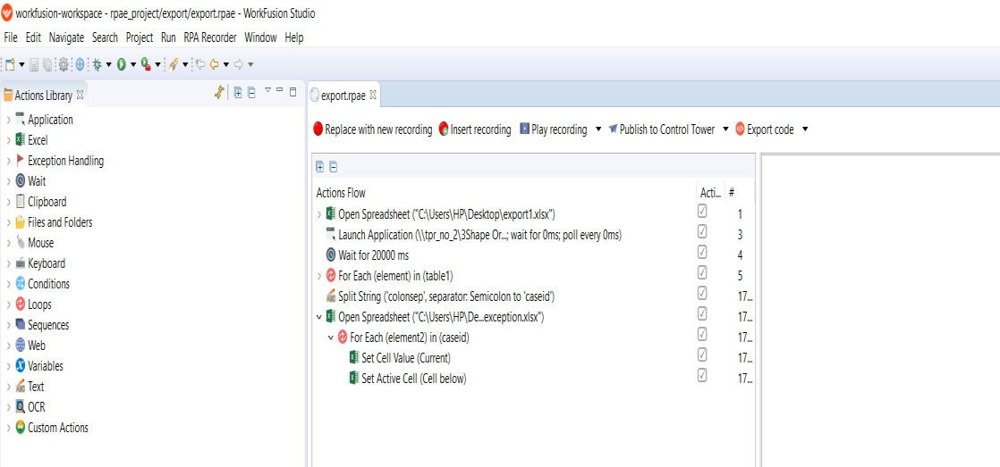 workfusion-workspace - rpae_project/export/export.rpae - WorkFusion Studio
File Edit Navigate Search Project Run RPA Recorder Window Help
Actions Library
Application
Excel
Exception Handling
Wait
Clipboard
Files and Folders
Mouse
Keyboard
Conditions
Loops
Sequences
Web
Variables
Text
OCR
Custom Actions
export.rpae
Replace with new recording Insert recording Play recording Publish to Control Tower Export code
Actions Flow Acti... #
Open Spreadsheet ("C:\Users\HP\Desktop\export1.xlsx") 1
Launch Application (\\tpr_no_2\3Shape Or...; wait for 0ms; poll every 0ms) 3
Wait for 20000 ms 4
For Each (element) in (table1) 5
Split String ('colonsep', separator: Semicolon to 'caseid') 17...
Open Spreadsheet ("C:\Users\HP\De...exception.xlsx") 17...
For Each (element2) in (caseid) 17...
Set Cell Value (Current) 17...
Set Active Cell (Cell below) 17...